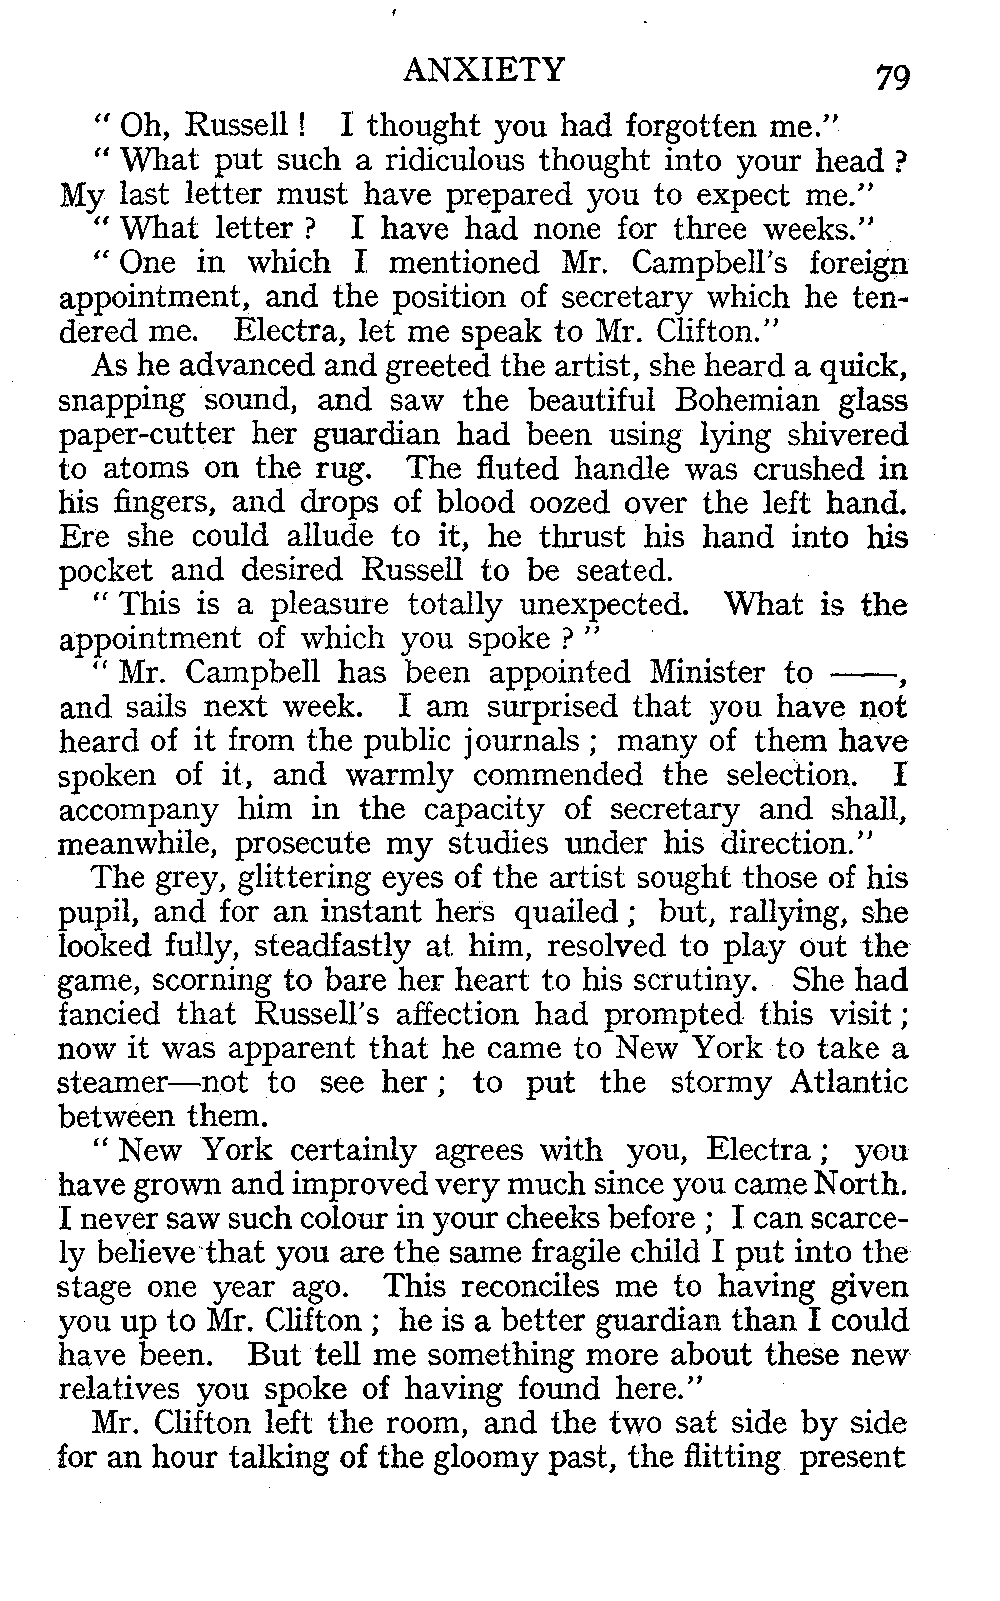 ANXIETY 79
" Oh, Russell ! I thought you had forgotten me."
" What put such a ridiculous thought into your head ?
My last letter must have prepared you to expect me."
" What letter ? I have had none for three weeks."
" One in which I mentioned Mr. Campbell's foreign
appointment, and the position of secretary which he ten-
dered me. Electra, let me speak to Mr. Clifton."
As he advanced and greeted the artist, she heard a quick,
snapping sound, and saw the beautiful Bohemian glass
paper-cutter her guardian had been using lying shivered
to atoms on the rug. The fluted handle was crushed in
his fingers, and drops of blood oozed over the left hand.
Ere she could allude to it, he thrust his hand into his
pocket and desired Russell to be seated.
" This is a pleasure totally unexpected. What is the
appointment of which you spoke ? "
" Mr. Campbell has been appointed Minister to ——,
and sails next week. I am surprised that you have not
heard of it from the public journals ; many of them have
spoken of it, and warmly commended the selection. I
accompany him in the capacity of secretary and shall,
meanwhile, prosecute my studies under his direction."
The grey, glittering eyes of the artist sought those of his
pupil, and for an instant hers quailed ; but, rallying, she
looked fully, steadfastly at him, resolved to play out the
game, scorning to bare her heart to his scrutiny. She had
fancied that Russell's affection had prompted this visit ;
now it was apparent that he came to New York to take a
steamer—not to see her ; to put the stormy Atlantic
between them.
" New York certainly agrees with you, Electra ; you
have grown and improved very much since you came North.
I never saw such colour in your cheeks before ; I can scarce-
ly believe that you are the same fragile child I put into the
stage one year ago. This reconciles me to having given
you up to Mr. Clifton ; he is a better guardian than I could
have been. But tell me something more about these new
relatives you spoke of having found here."
Mr. Clifton left the room, and the two sat side by side
for an hour talking of the gloomy past, the flitting present